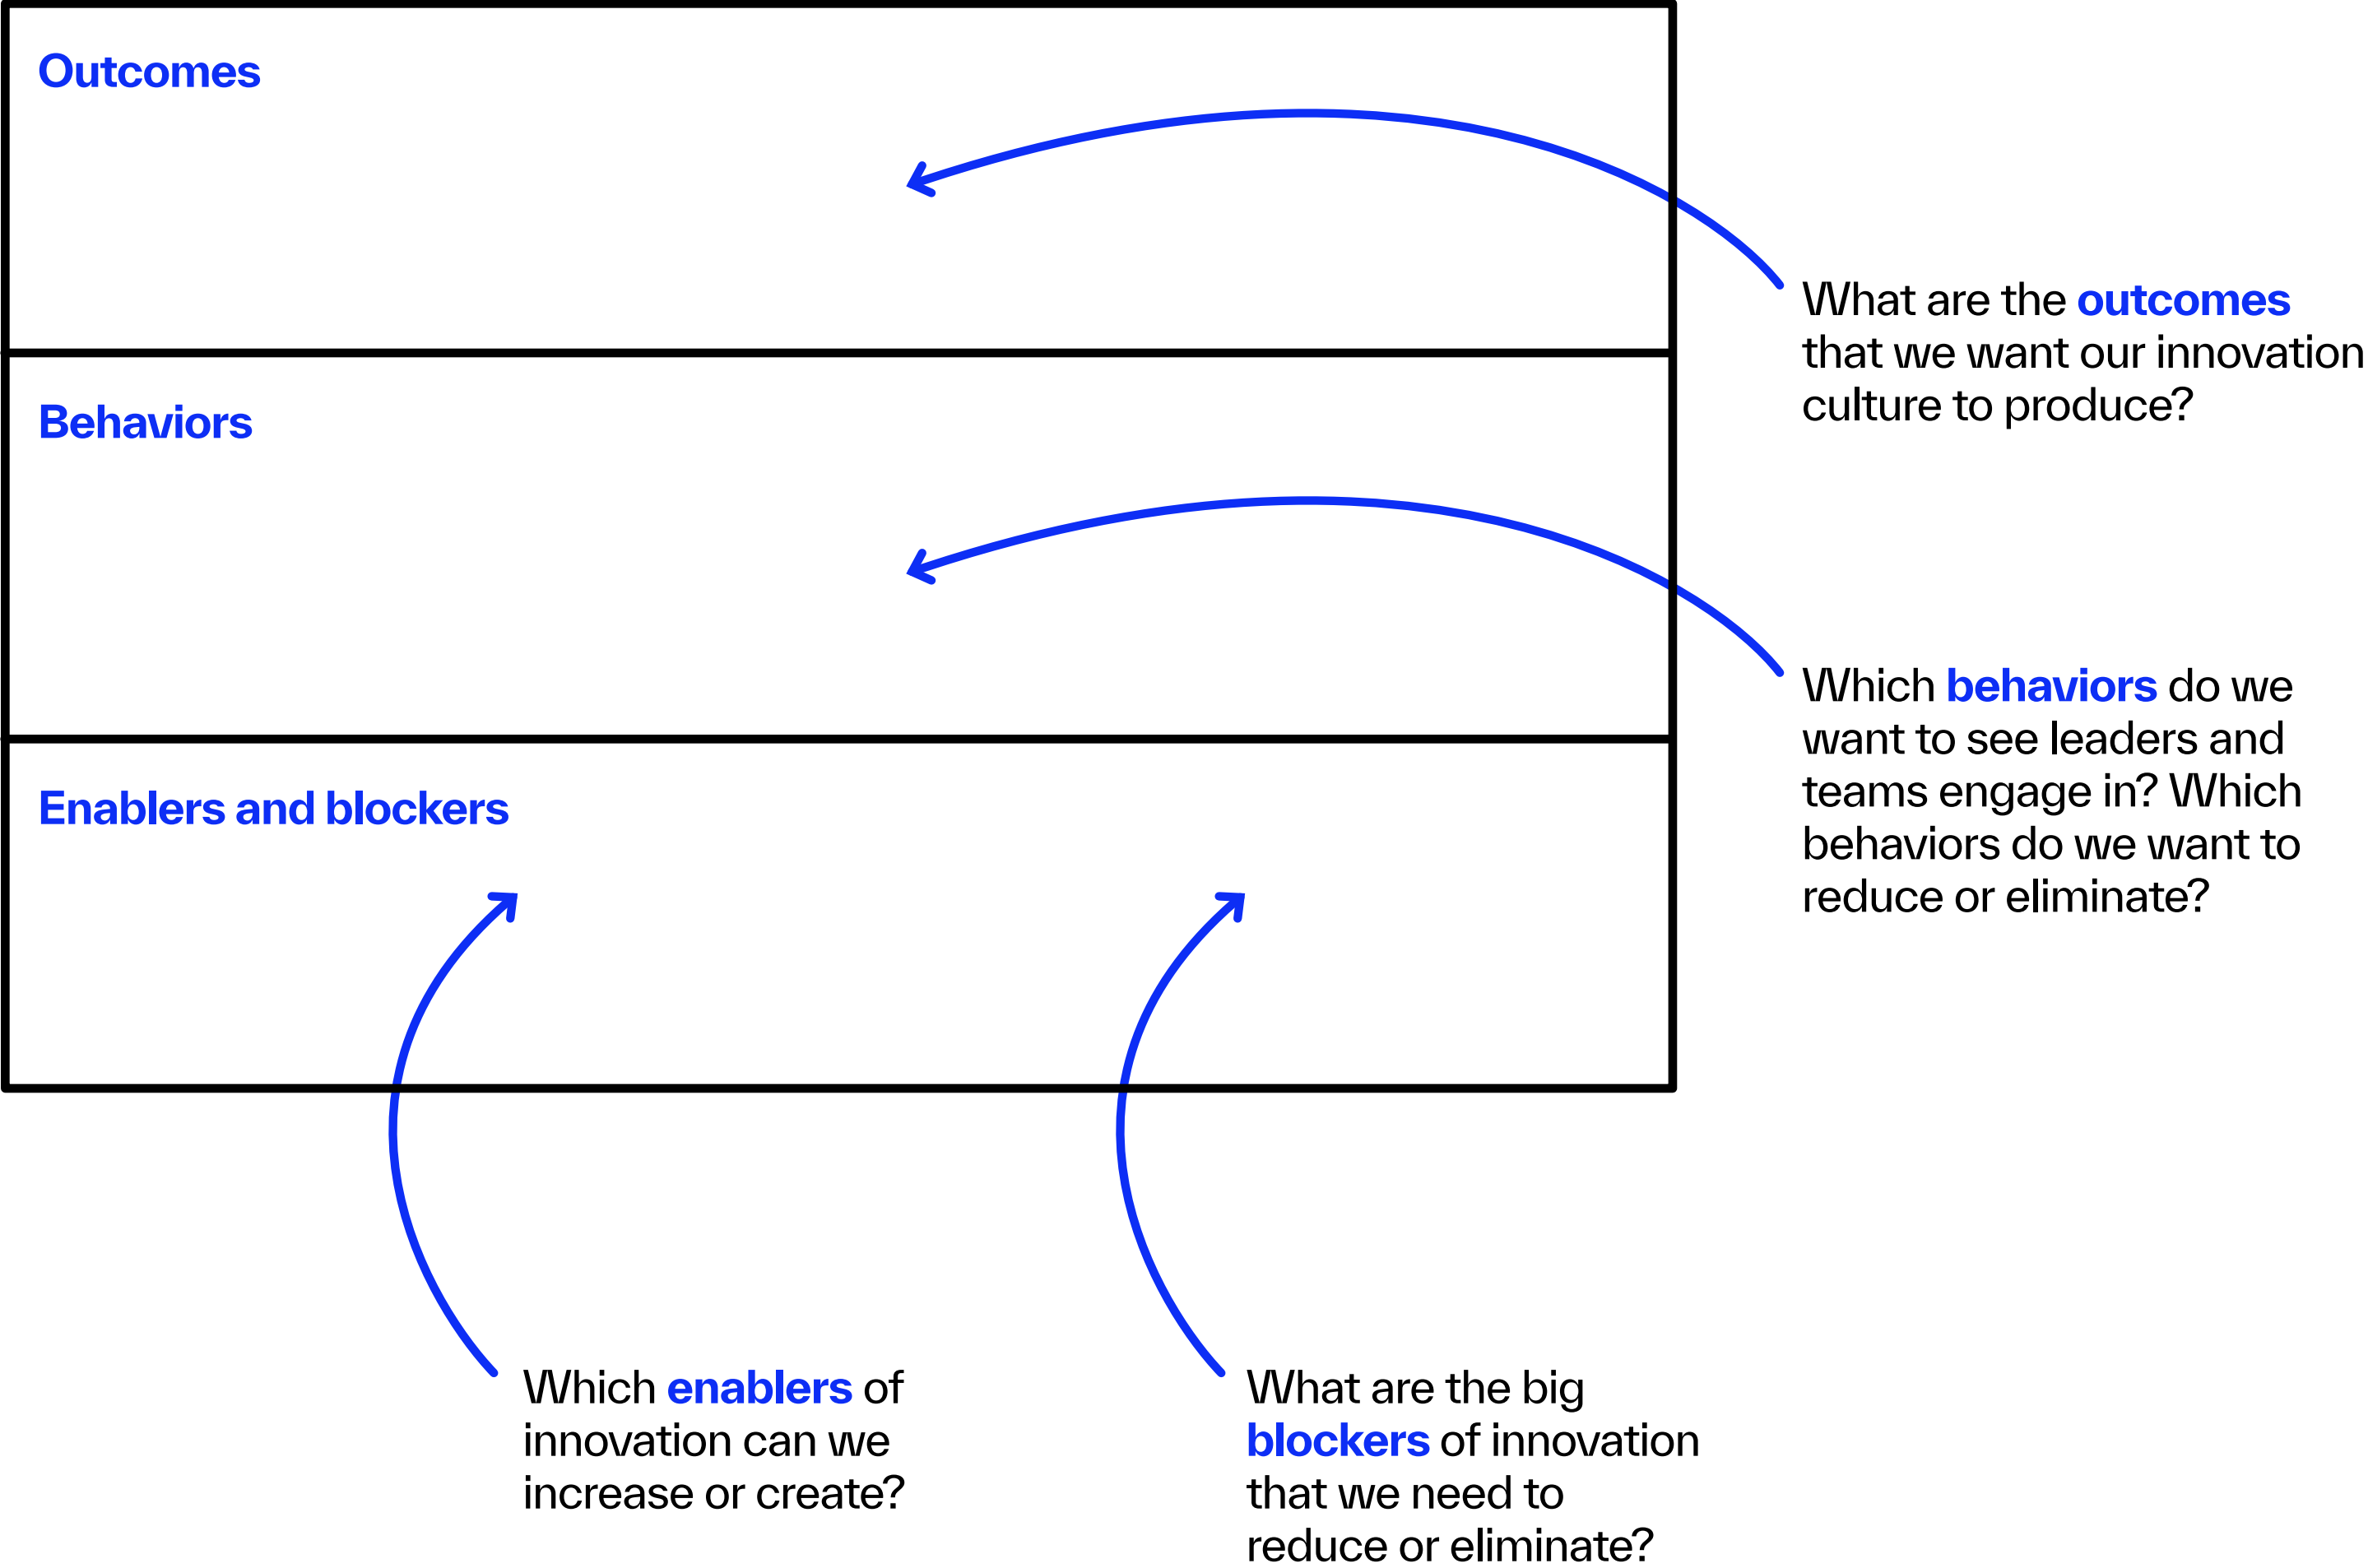 Outcomes
What are the outcomes
that we want our innovation
culture to produce?
Behaviors
Which behaviors do we
want to see leaders and
teams engage in? Which
behaviors do we want to
reduce or eliminate?
Enablers and blockers
Which enablers of
innovation can we
increase or create?
What are the big
blockers of innovation
that we need to
reduce or eliminate?